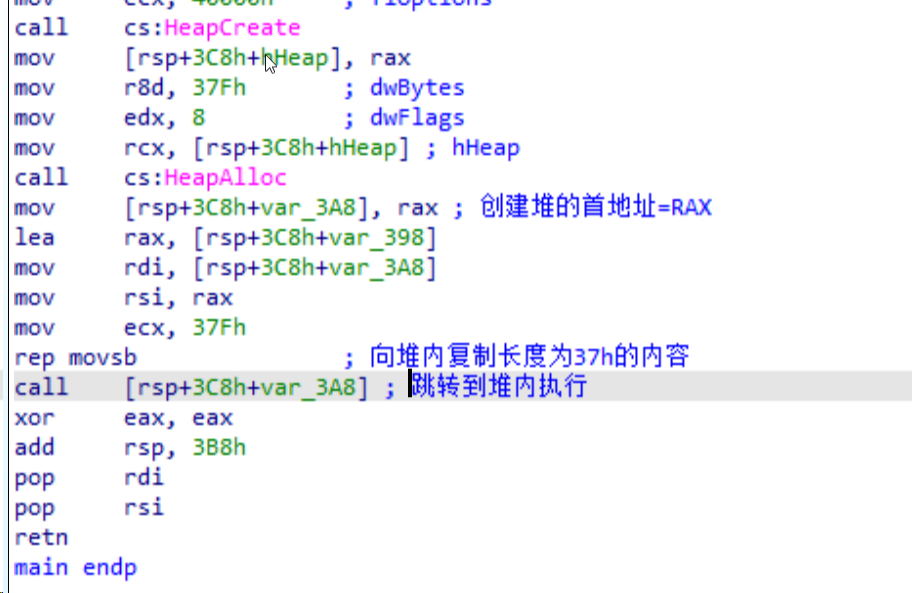 mov ecx, 40000h ; flOptions
call cs:HeapCreate
mov [rsp+3C8h+hHeap], rax
mov r8d, 37Fh ; dwBytes
mov edx, 8 ; dwFlags
mov rcx, [rsp+3C8h+hHeap] ; hHeap
call cs:HeapAlloc
mov [rsp+3C8h+var_3A8], rax ; 创建堆的首地址=RAX
lea rax, [rsp+3C8h+var_398]
mov rdi, [rsp+3C8h+var_3A8]
mov rsi, rax
mov ecx, 37Fh
rep movsb ; 向堆内复制长度为37h的内容
call [rsp+3C8h+var_3A8] ; 跳转到堆内执行
xor eax, eax
add rsp, 3B8h
pop rdi
pop rsi
retn
main endp